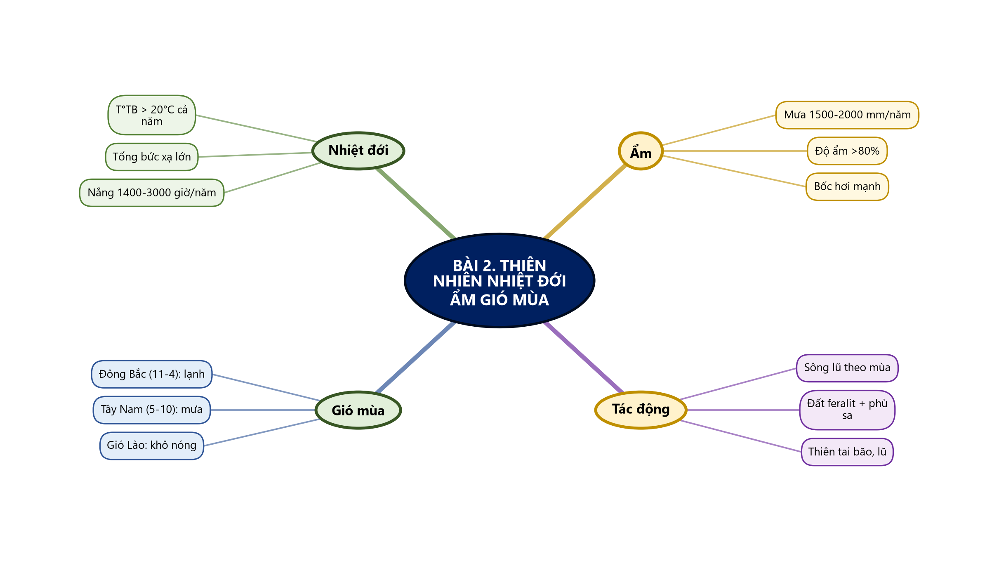 T°TB > 20°C cả
năm
Tổng bức xạ lớn
Nắng 1400-3000 giờ/năm
Nhiệt đới
Ẩm
Mưa 1500-2000 mm/năm
Độ ẩm >80%
Bốc hơi mạnh
BÀI 2. THIÊN
NHIÊN NHIỆT ĐỚI
ẨM GIÓ MÙA
Đông Bắc (11-4): lạnh
Tây Nam (5-10): mưa
Gió Lào: khô nóng
Gió mùa
Tác động
Sông lũ theo mùa
Đất feralit + phù
sa
Thiên tai bão, lũ